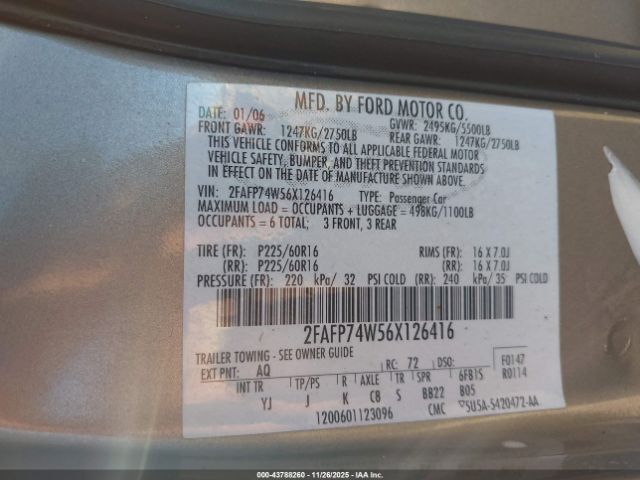 MFD. BY FORD MOTOR CO.
DATE: 01/06 GVWR: 2495KG/5500LB
FRONT GAWR: 1247KG/2750LB REAR GAWR: 1247KG/2750LB
THIS VEHICLE CONFORMS TO ALL APPLICABLE FEDERAL MOTOR
VEHICLE SAFETY, BUMPER, AND THEFT PREVENTION STANDARDS
IN EFFECT ON THE DATE OF MANUFACTURE SHOWN ABOVE.
VIN: 2FAFP74W56X126416 TYPE: Passenger Car
MAXIMUM LOAD = OCCUPANTS + LUGGAGE = 498KG/1100LB
OCCUPANTS = 6 TOTAL; 3 FRONT, 3 REAR
TIRE (FR): P225/60R16 RIMS (FR): 16 X 7.0J
(RR): P225/60R16 (RR): 16 X 7.0J
PRESSURE (FR): 220 kPa/ 32 PSI COLD (RR): 240 kPa/ 35 PSI COLD
2FAFP74W56X126416
TRAILER TOWING - SEE OWNER GUIDE
EXT PNT: AQ RC: 72 DSO: F0147
INT TR TP/PS R AXLE TR SPR 6FB15 R0114
YJ J K C8 S BB22 B05
1200601123096 CMC 5U5A-5420472-AA
000-43788260 - 11/26/2025 - IAAI.com